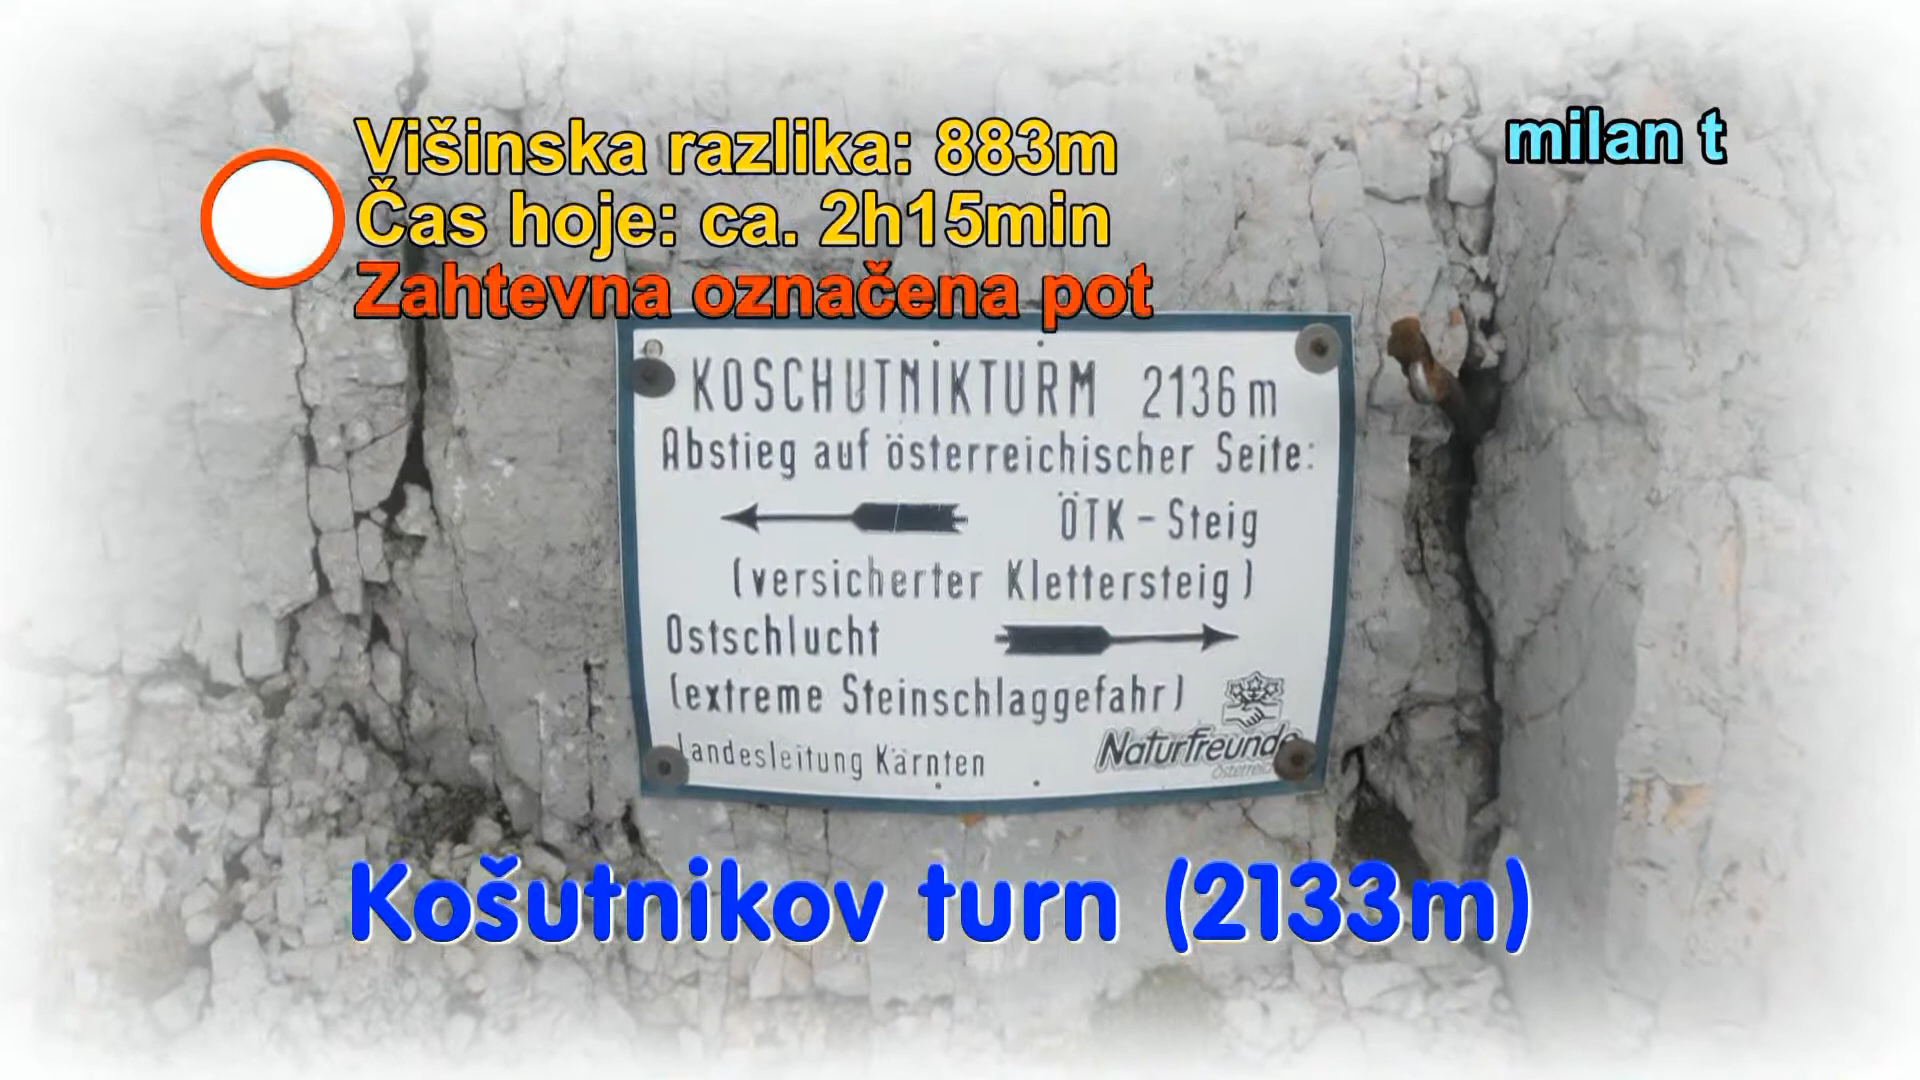 Višinska razlika: 883m
milan t
Čas hoje: ca. 2h15min
Zahtevna označena pot
KOSCHUTNIKTURM 2136m
Abstieg auf österreichischer Seite:
ÖTK-Steig
(versicherter Klettersteig)
Ostschlucht
(extreme Steinschlaggefahr)
Landesleitung Kärnten
Naturfreunde
Österreich
Košutnikov turn (2133m)